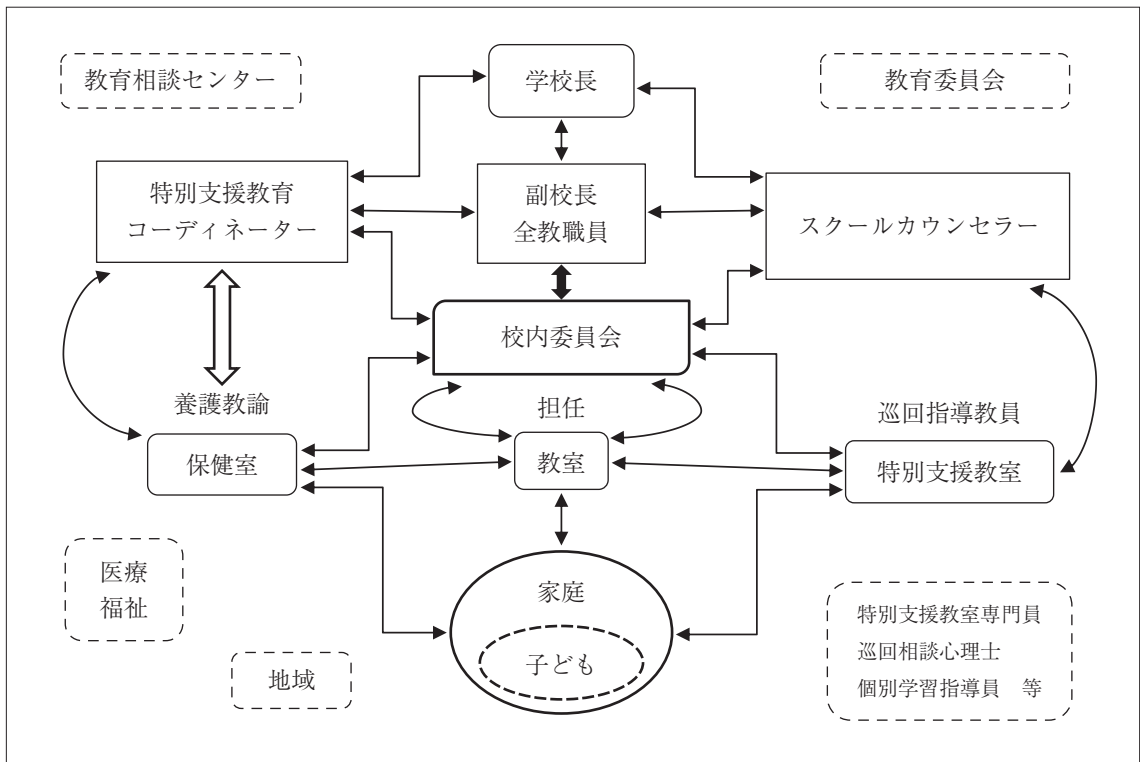 教育相談センター
学校長
教育委員会
特別支援教育
コーディネーター
副校長
全教職員
スクールカウンセラー
校内委員会
養護教諭
担任
巡回指導教員
保健室
教室
特別支援教室
医療
福祉
家庭
子ども
地域
特別支援教室専門員
巡回相談心理士
個別学習指導員　等